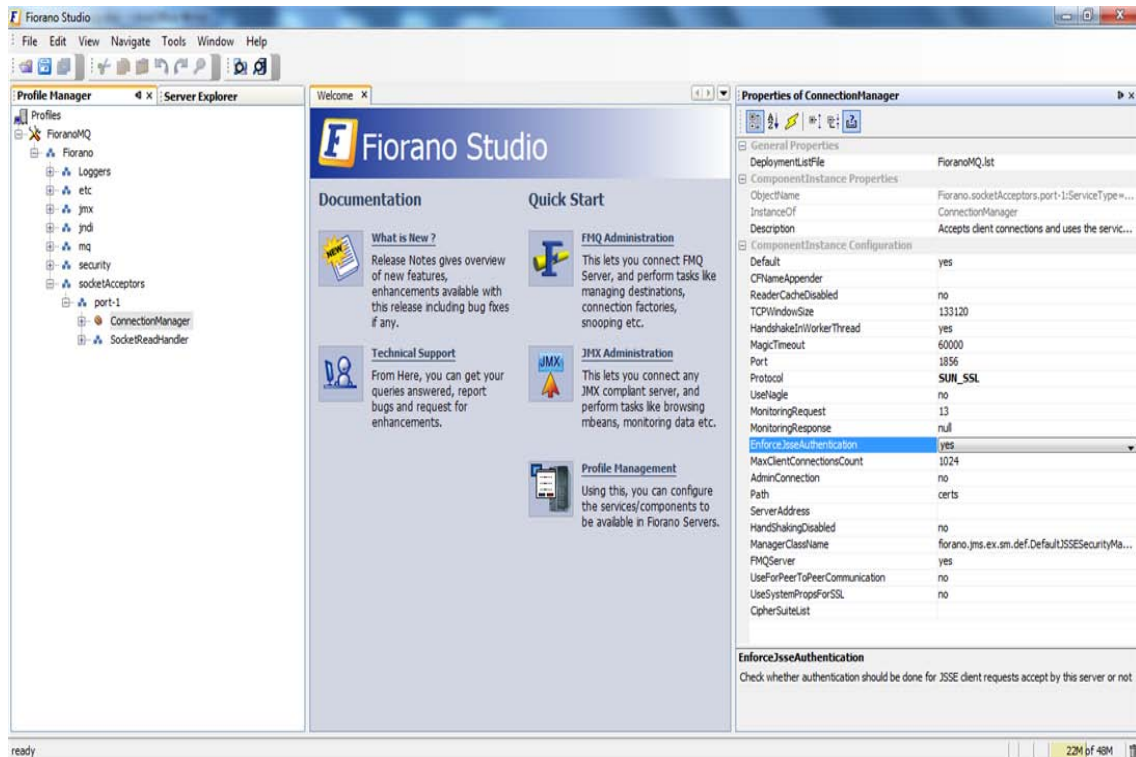 Fiorano Studio
File Edit View Navigate Tools Window Help
Profile Manager
Server Explorer
Profiles
FioranoMQ
Fiorano
Loggers
etc
jmx
jndi
mq
security
socketAcceptors
port-1
ConnectionManager
SocketReadHandler
Welcome
Fiorano Studio
Documentation
What is New ?
Release Notes gives overview
of new features,
enhancements available with
this release including bug fixes
if any.
Technical Support
From Here, you can get your
queries answered, report
bugs and request for
enhancements.
Quick Start
FMQ Administration
This lets you connect FMQ
Server, and perform tasks like
managing destinations,
connection factories,
snooping etc.
JMX Administration
This lets you connect any
JMX compliant server, and
perform tasks like browsing
mbeans, monitoring data etc.
Profile Management
Using this, you can configure
the services/components to
be available in Fiorano Servers.
Properties of ConnectionManager
General Properties
DeploymentListFile FioranoMQ.lst
ComponentInstance Properties
ObjectName Fiorano.socketAcceptors.port-1:ServiceType=...
InstanceOf ConnectionManager
Description Accepts client connections and uses the servic...
ComponentInstance Configuration
Default yes
CFNameAppender
ReaderCacheDisabled no
TCPWindowSize 133120
HandshakeInWorkerThread yes
MagicTimeout 60000
Port 1856
Protocol SUN_SSL
UseNagle no
MonitoringRequest 13
MonitoringResponse null
EnforceJsseAuthentication yes
MaxClientConnectionsCount 1024
AdminConnection no
Path certs
ServerAddress
HandShakingDisabled no
ManagerClassName fiorano.jms.ex.sm.def.DefaultJSSESecurityMa...
FMQServer yes
UseForPeerToPeerCommunication no
UseSystemPropsForSSL no
CipherSuiteList
EnforceJsseAuthentication
Check whether authentication should be done for JSSE client requests accept by this server or not
ready
22M of 48M